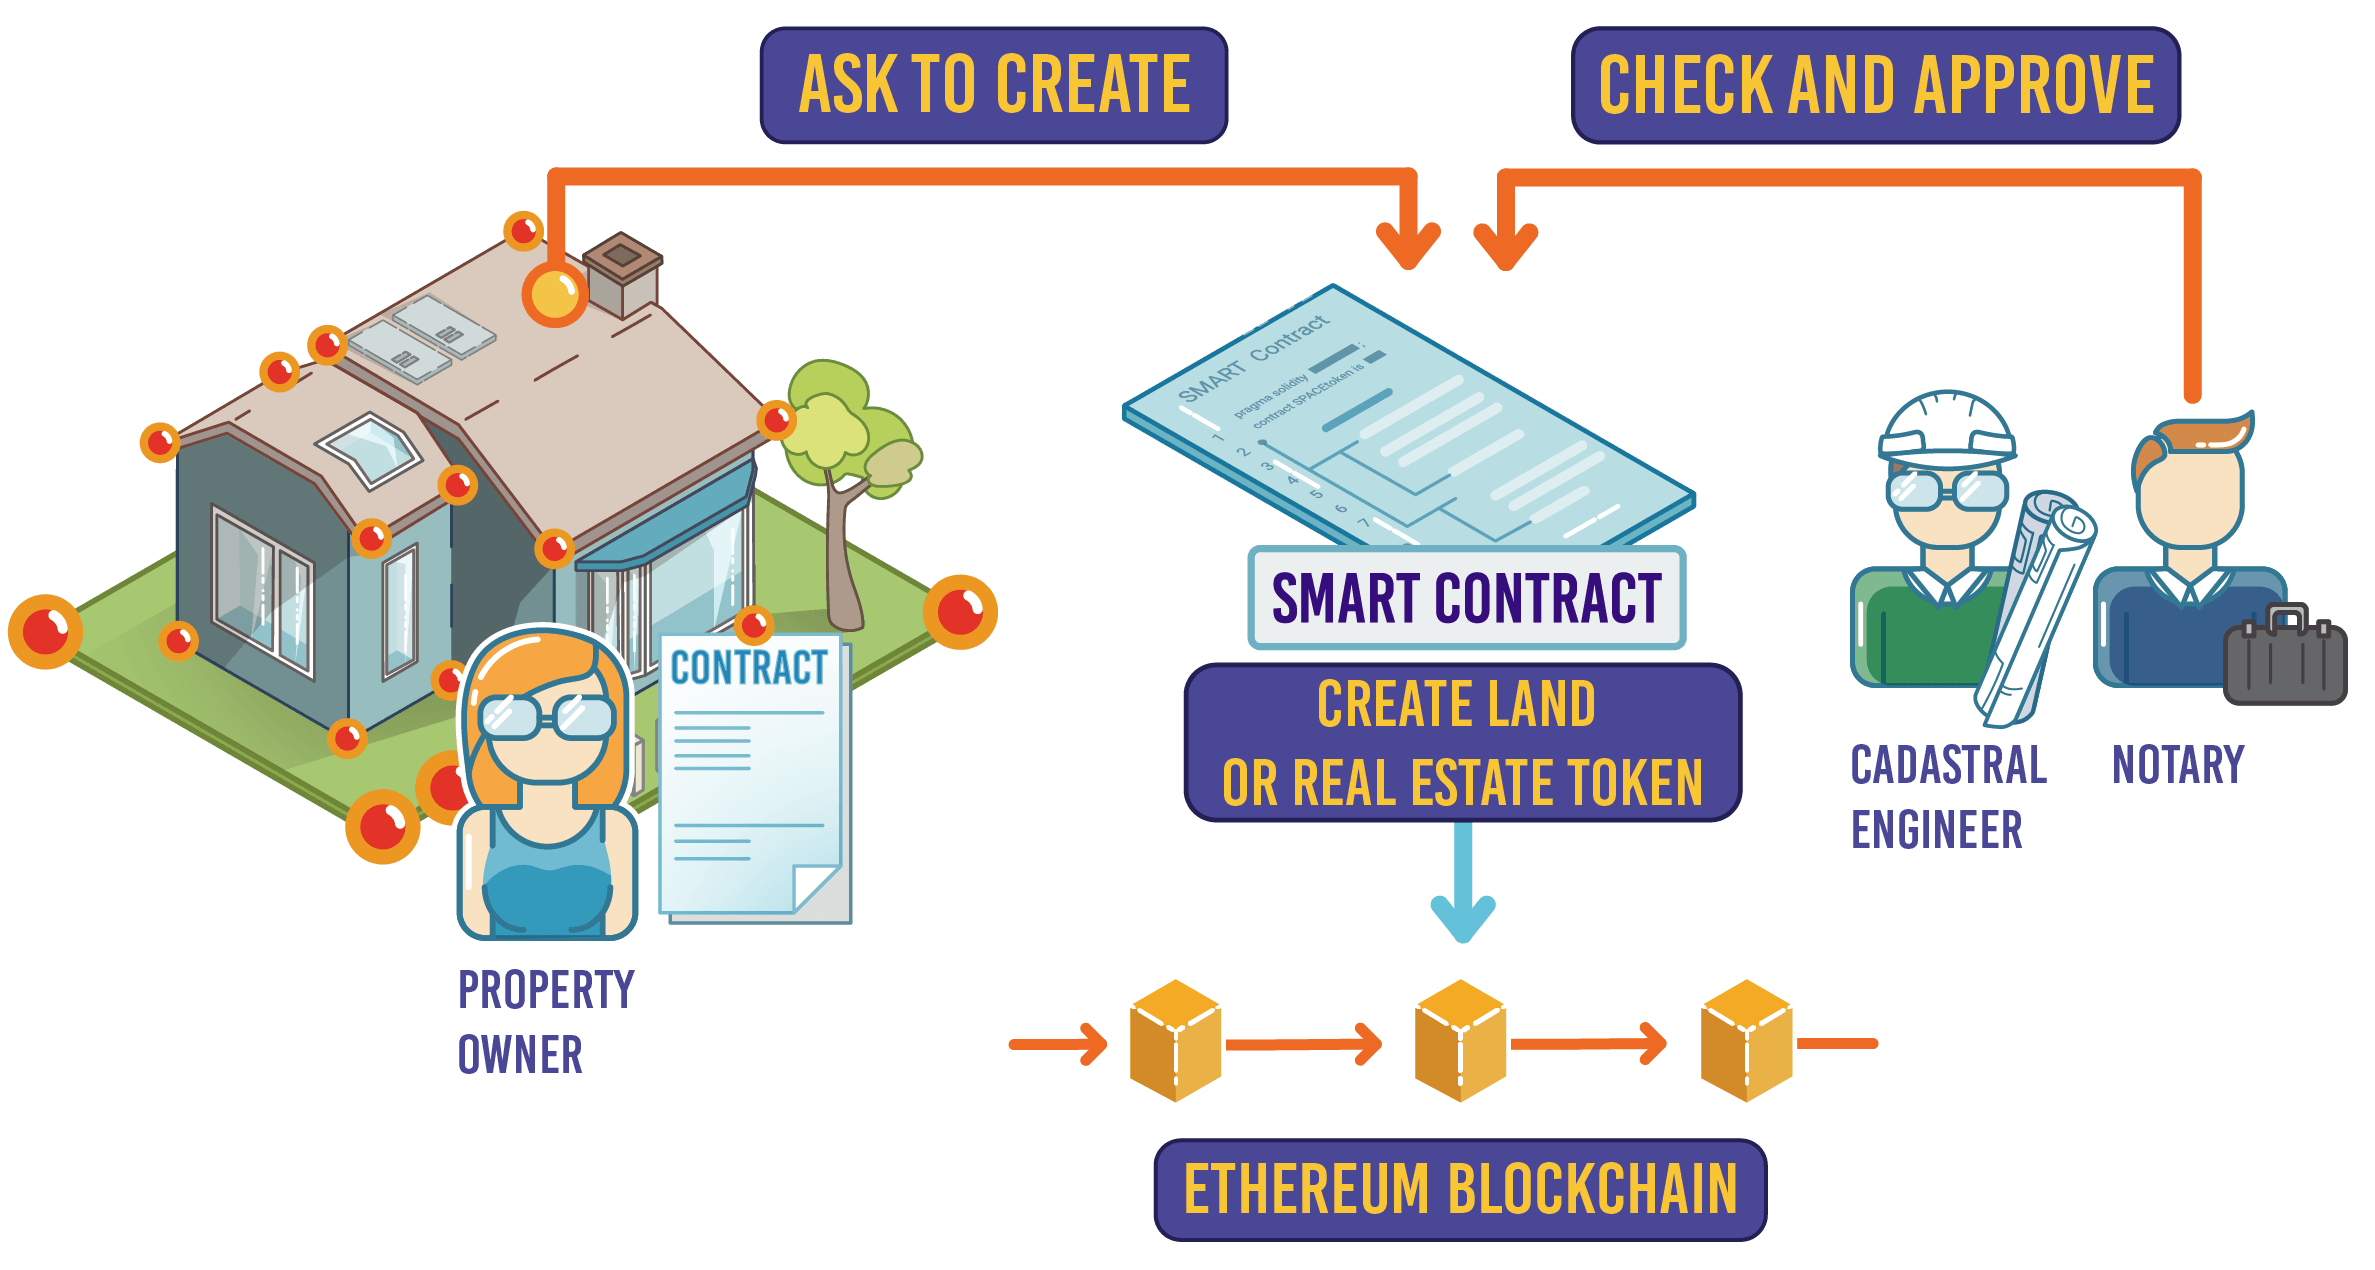 ASK TO CREATE
CHECK AND APPROVE
SMART Contract
pragma solidity ;
contract SPACEtoken is
1
2
3
4
5
6
7
SMART CONTRACT
CREATE LAND
OR REAL ESTATE TOKEN
CONTRACT
PROPERTY
OWNER
CADASTRAL
ENGINEER
NOTARY
ETHEREUM BLOCKCHAIN